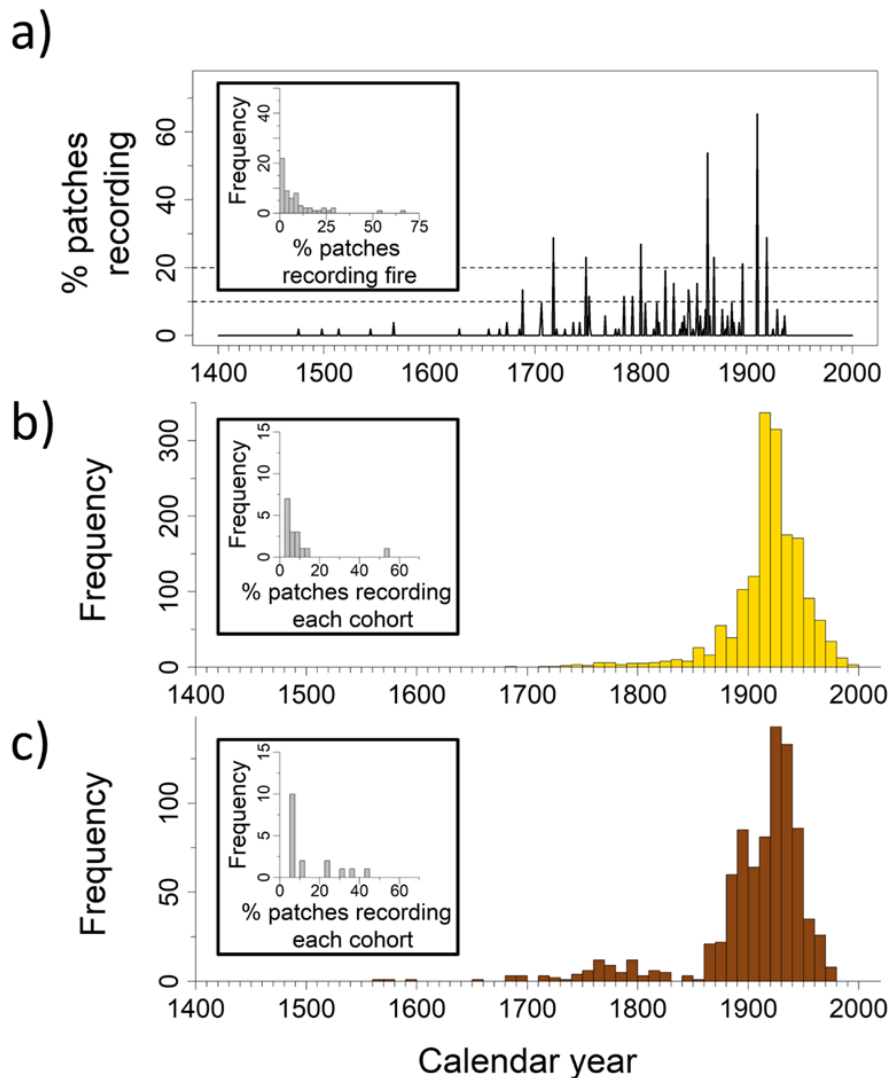 a)
% patches
recording
60
40
20
0
Frequency
40
20
0
0 25 50 75
% patches
recording fire
1400 1500 1600 1700 1800 1900 2000
b)
Frequency
300
200
100
0
Frequency
15
10
5
0
0 20 40 60
% patches recording
each cohort
1400 1500 1600 1700 1800 1900 2000
c)
Frequency
100
50
0
Frequency
15
10
5
0
0 20 40 60
% patches recording
each cohort
1400 1500 1600 1700 1800 1900 2000
Calendar year